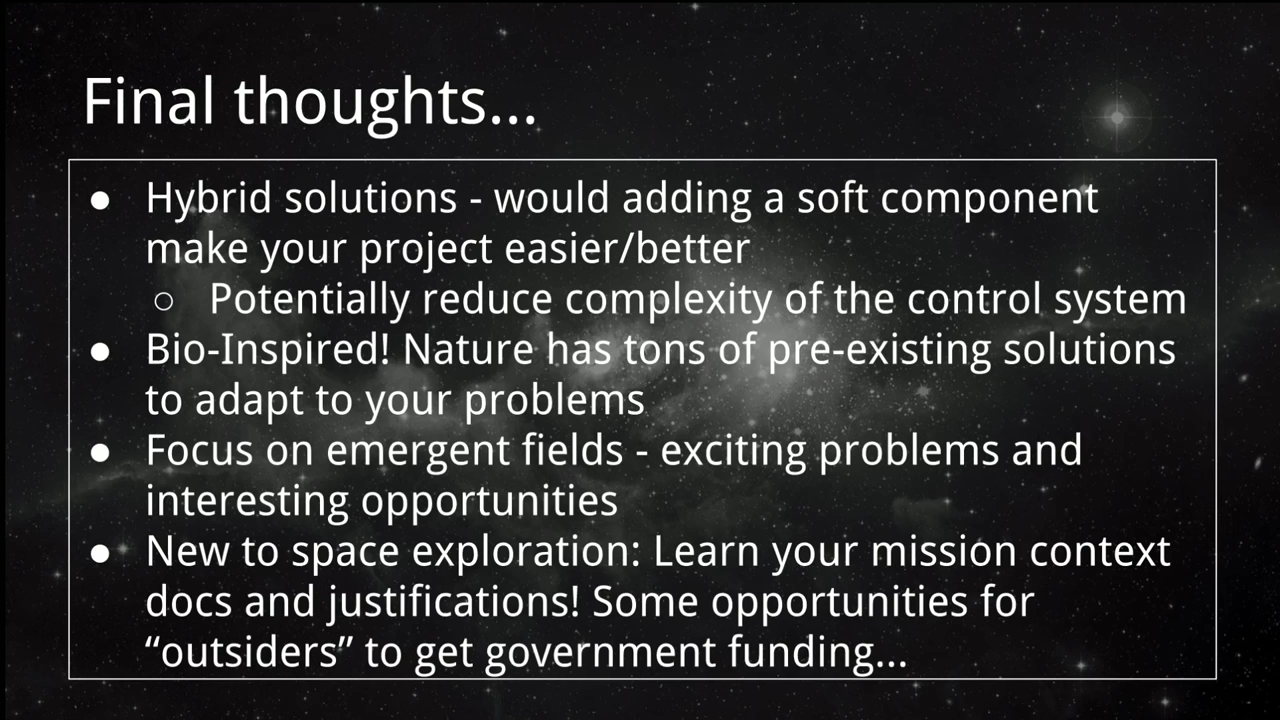 Final thoughts...
● Hybrid solutions - would adding a soft component
make your project easier/better
○ Potentially reduce complexity of the control system
● Bio-Inspired! Nature has tons of pre-existing solutions
to adapt to your problems
● Focus on emergent fields - exciting problems and
interesting opportunities
● New to space exploration: Learn your mission context
docs and justifications! Some opportunities for
“outsiders” to get government funding...